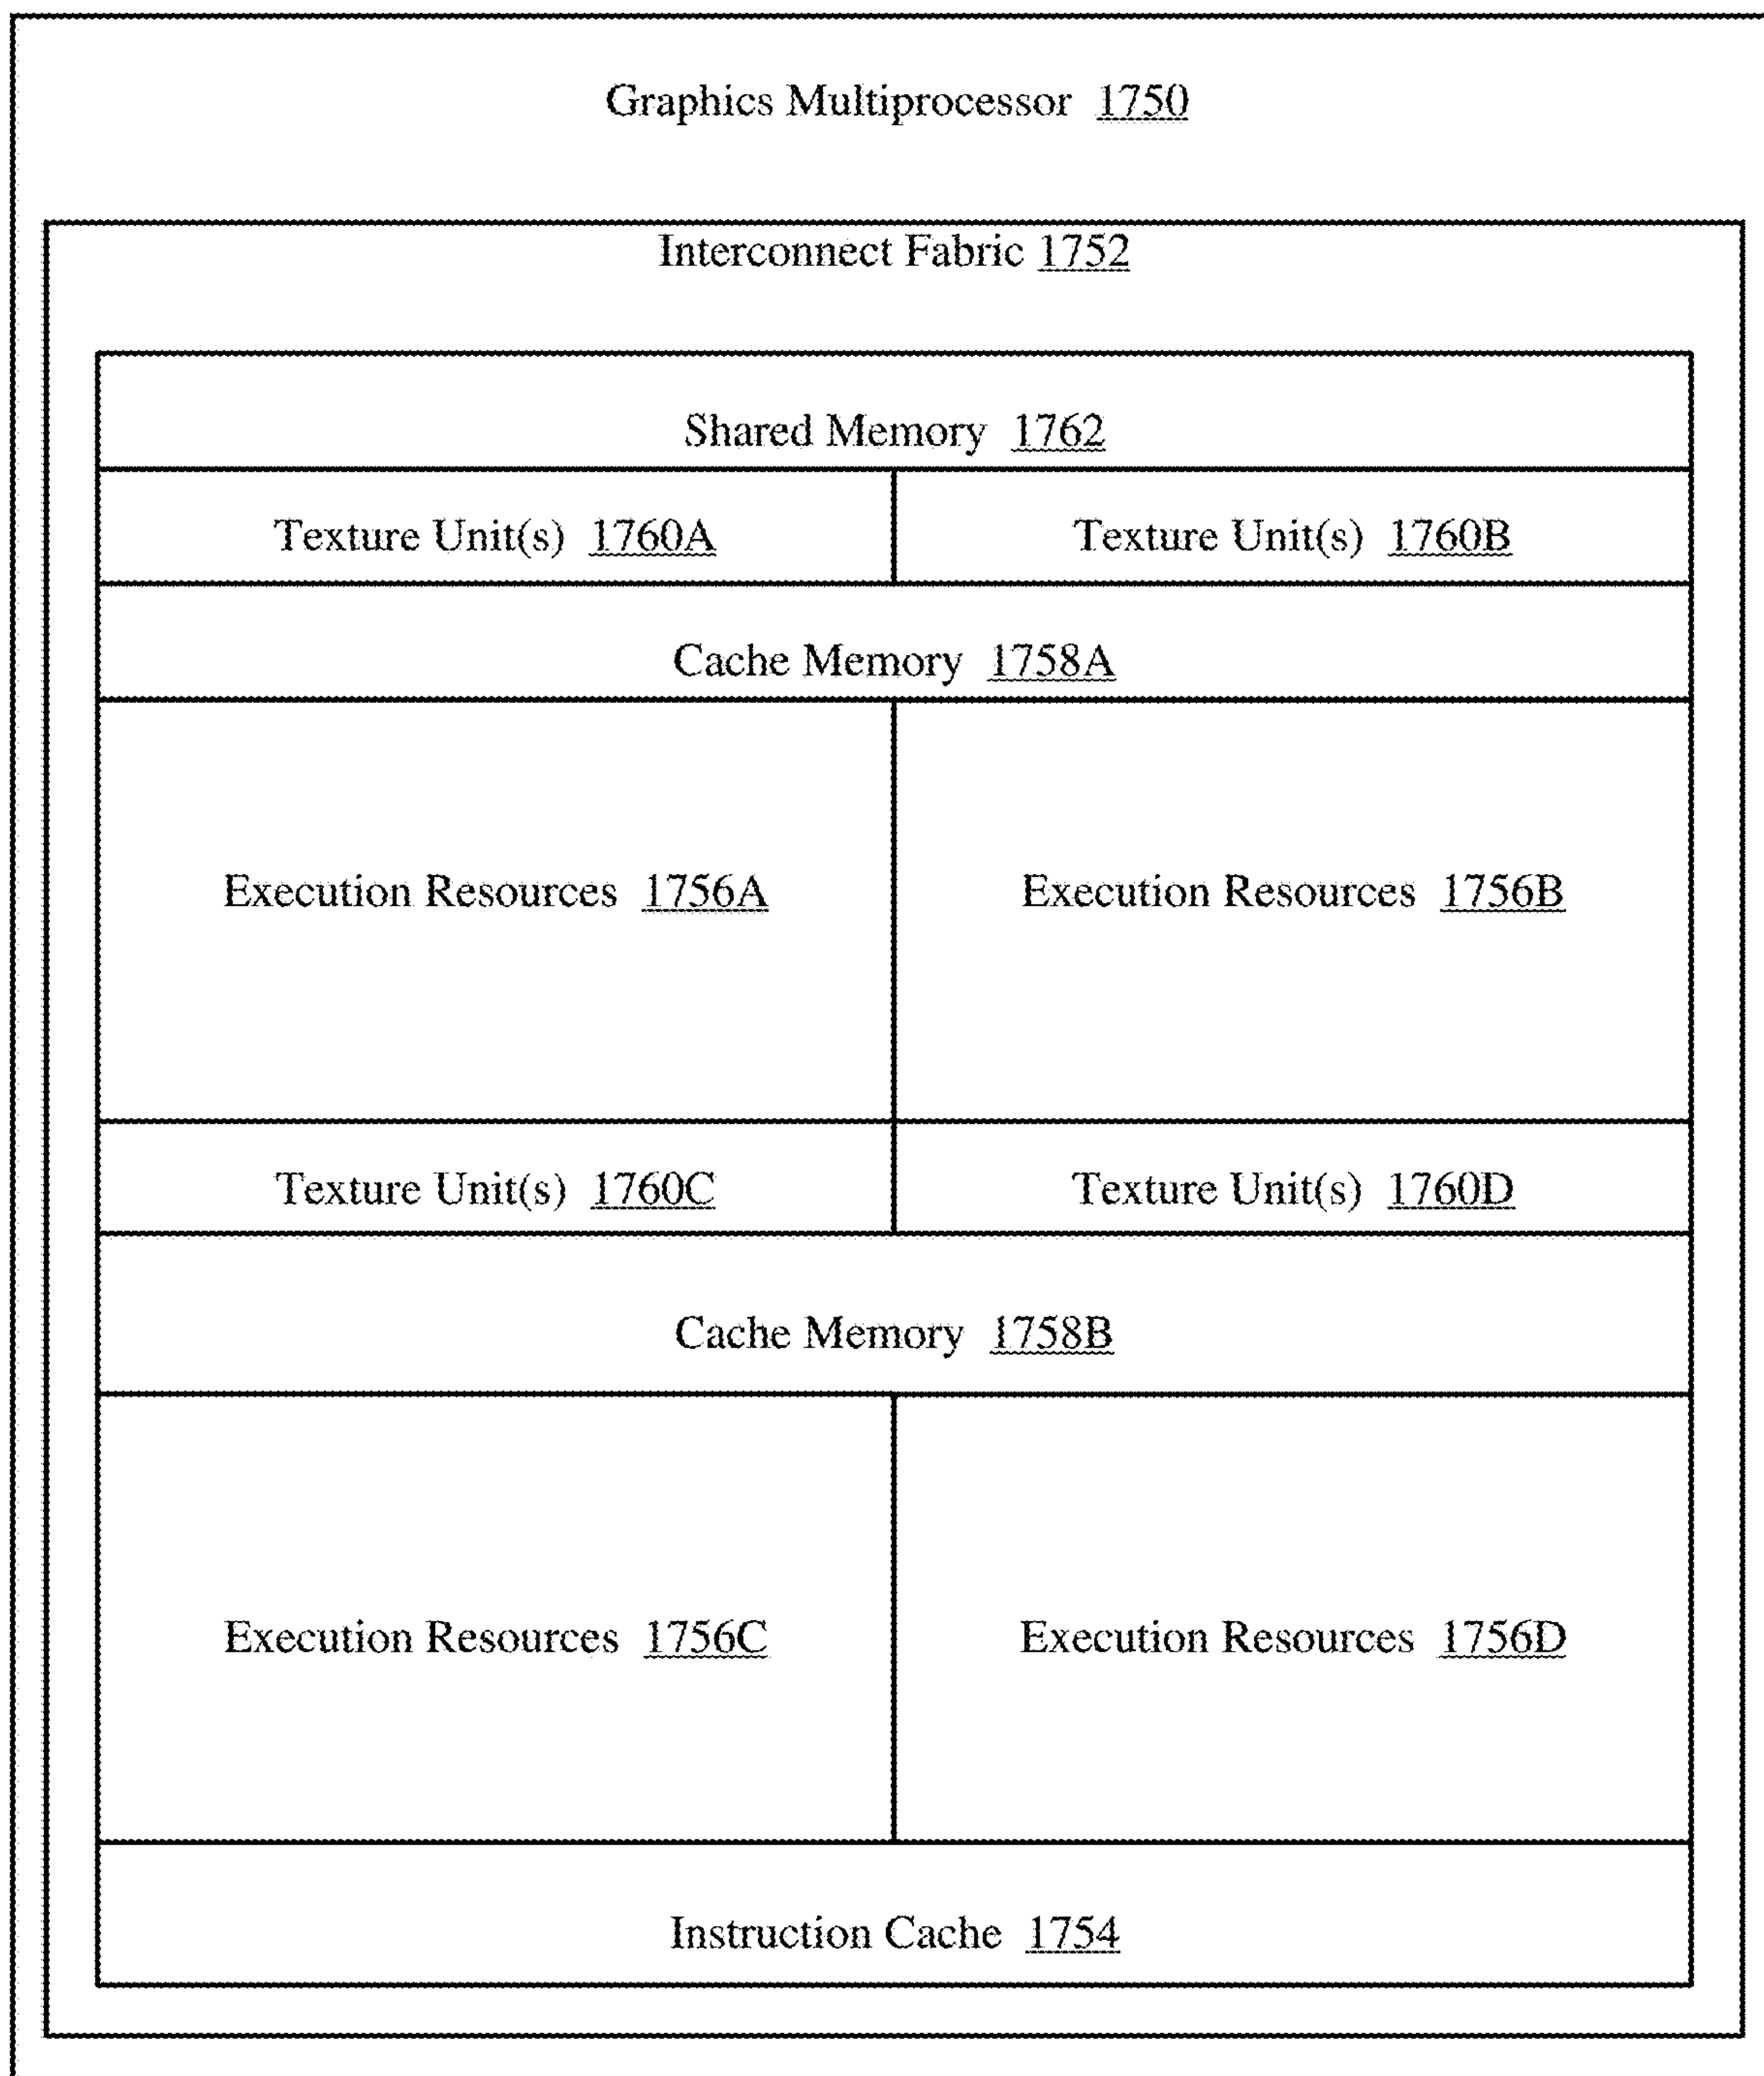 Graphics Multiprocessor 1750
Interconnect Fabric 1752
Shared Memory 1762
Texture Unit(s) 1760A
Texture Unit(s) 1760B
Cache Memory 1758A
Execution Resources 1756A
Execution Resources 1756B
Texture Unit(s) 1760C
Texture Unit(s) 1760D
Cache Memory 1758B
Execution Resources 1756C
Execution Resources 1756D
Instruction Cache 1754